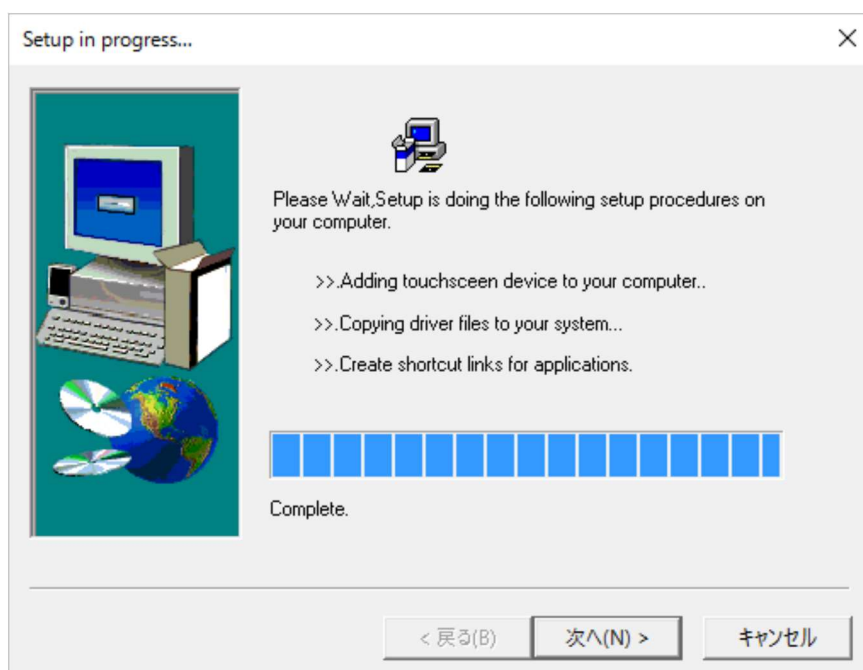 Setup in progress...
Please Wait,Setup is doing the following setup procedures on
your computer.
>>.Adding touchsceen device to your computer..
>>.Copying driver files to your system...
>>.Create shortcut links for applications.
Complete.
< 戻る(B)
次へ(N) >
キャンセル